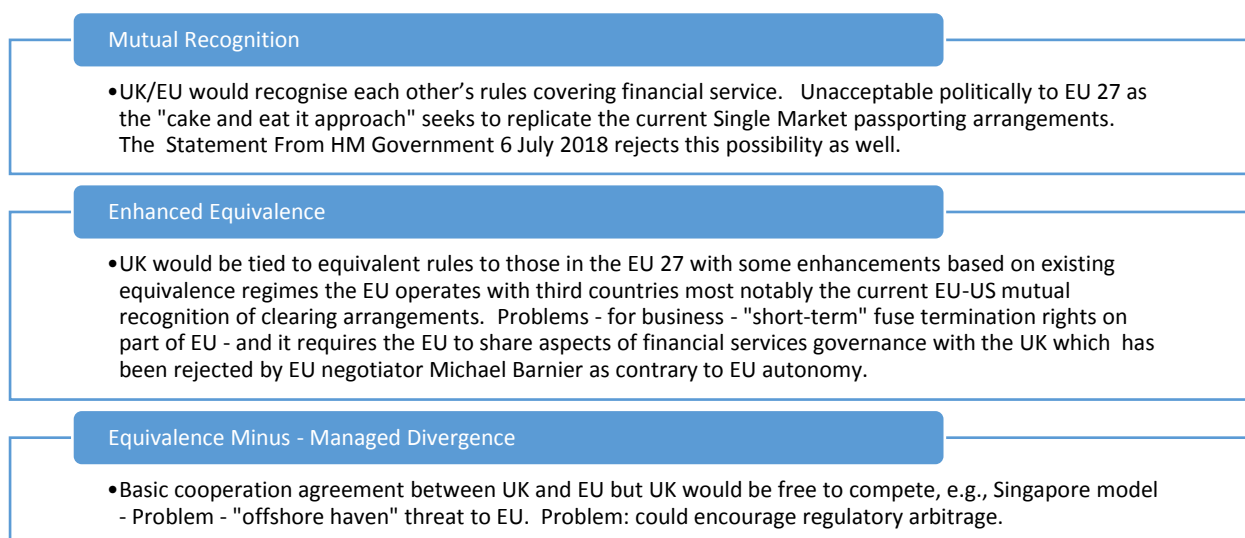 Mutual Recognition
•UK/EU would recognise each other's rules covering financial service.   Unacceptable politically to EU 27 as
the "cake and eat it approach" seeks to replicate the current Single Market passporting arrangements.
The  Statement From HM Government 6 July 2018 rejects this possibility as well.
Enhanced Equivalence
•UK would be tied to equivalent rules to those in the EU 27 with some enhancements based on existing
equivalence regimes the EU operates with third countries most notably the current EU-US mutual
recognition of clearing arrangements.  Problems - for business - "short-term" fuse termination rights on
part of EU - and it requires the EU to share aspects of financial services governance with the UK which  has
been rejected by EU negotiator Michael Barnier as contrary to EU autonomy.
Equivalence Minus - Managed Divergence
•Basic cooperation agreement between UK and EU but UK would be free to compete, e.g., Singapore model
- Problem - "offshore haven" threat to EU.  Problem: could encourage regulatory arbitrage.